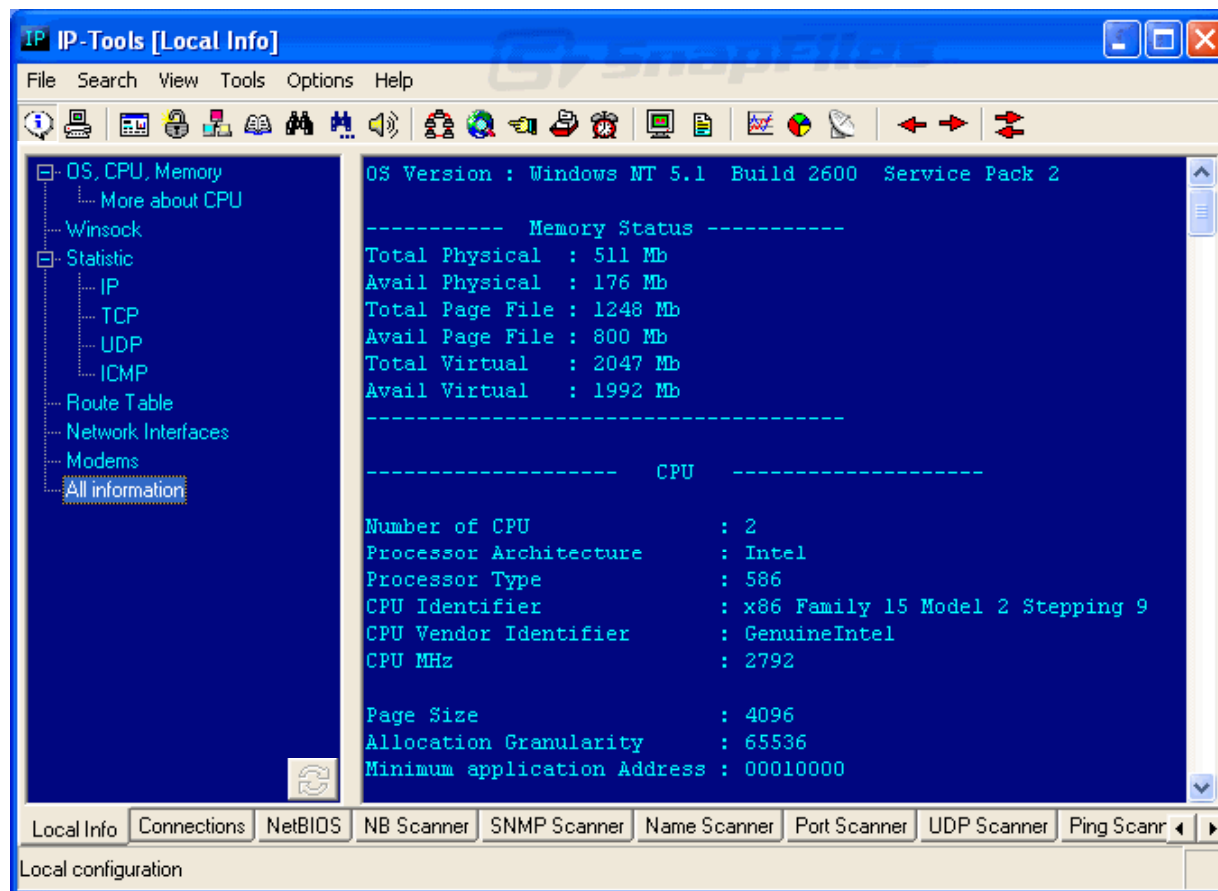 IP IP-Tools [Local Info]
SnapFiles
File Search View Tools Options Help
OS, CPU, Memory
More about CPU
Winsock
Statistic
IP
TCP
UDP
ICMP
Route Table
Network Interfaces
Modems
All information
OS Version : Windows NT 5.1 Build 2600 Service Pack 2
----------- Memory Status -----------
Total Physical : 511 Mb
Avail Physical : 176 Mb
Total Page File : 1248 Mb
Avail Page File : 800 Mb
Total Virtual : 2047 Mb
Avail Virtual : 1992 Mb
--------------------------------------
-------------------- CPU --------------------
Number of CPU : 2
Processor Architecture : Intel
Processor Type : 586
CPU Identifier : x86 Family 15 Model 2 Stepping 9
CPU Vendor Identifier : GenuineIntel
CPU MHz : 2792
Page Size : 4096
Allocation Granularity : 65536
Minimum application Address : 00010000
Local Info Connections NetBIOS NB Scanner SNMP Scanner Name Scanner Port Scanner UDP Scanner Ping Scanr
Local configuration